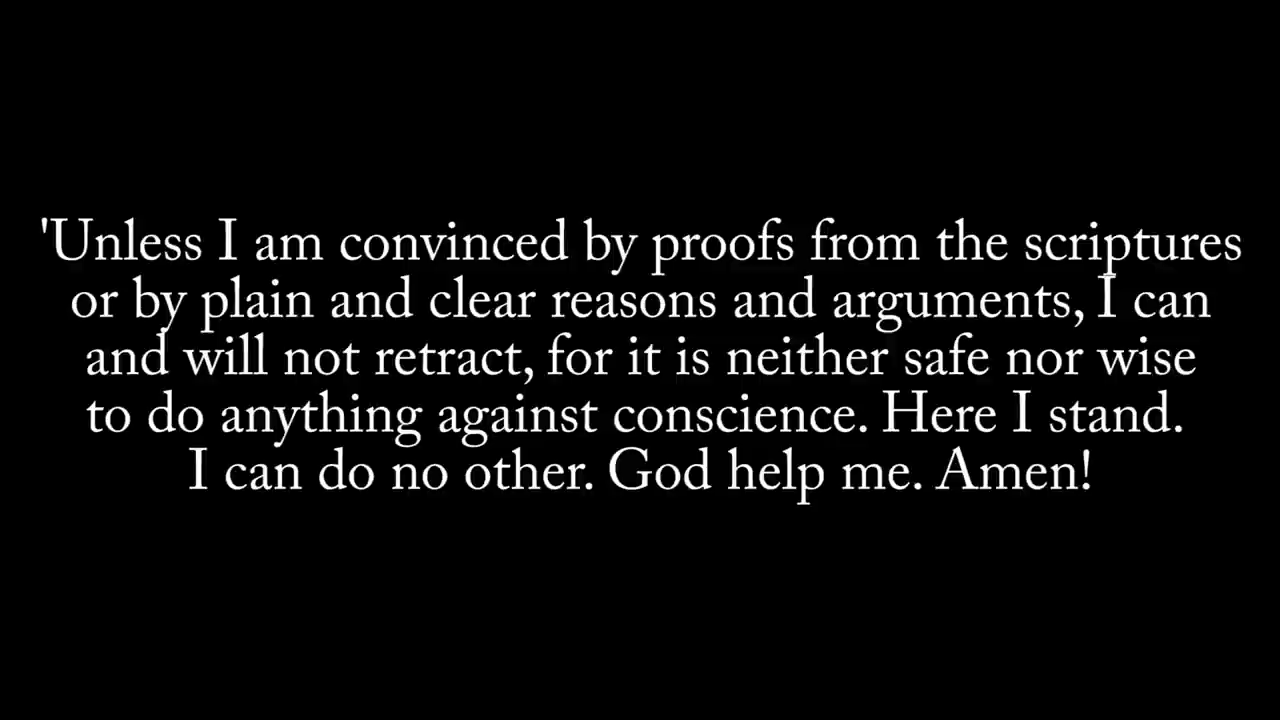 'Unless I am convinced by proofs from the scriptures
or by plain and clear reasons and arguments, I can
and will not retract, for it is neither safe nor wise
to do anything against conscience. Here I stand.
I can do no other. God help me. Amen!